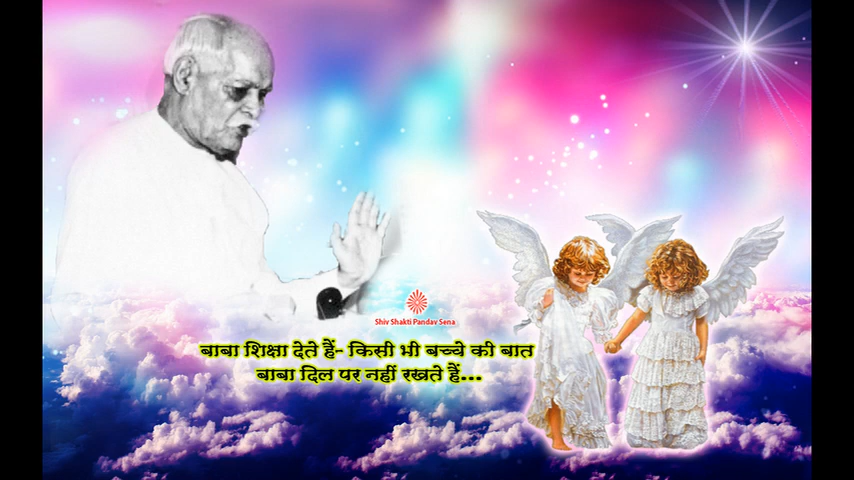 Shiv Shakti Pandav Sena
बाबा शिक्षा देते हैं- किसी भी बच्चे की बात
बाबा दिल पर नहीं रखते हैं...